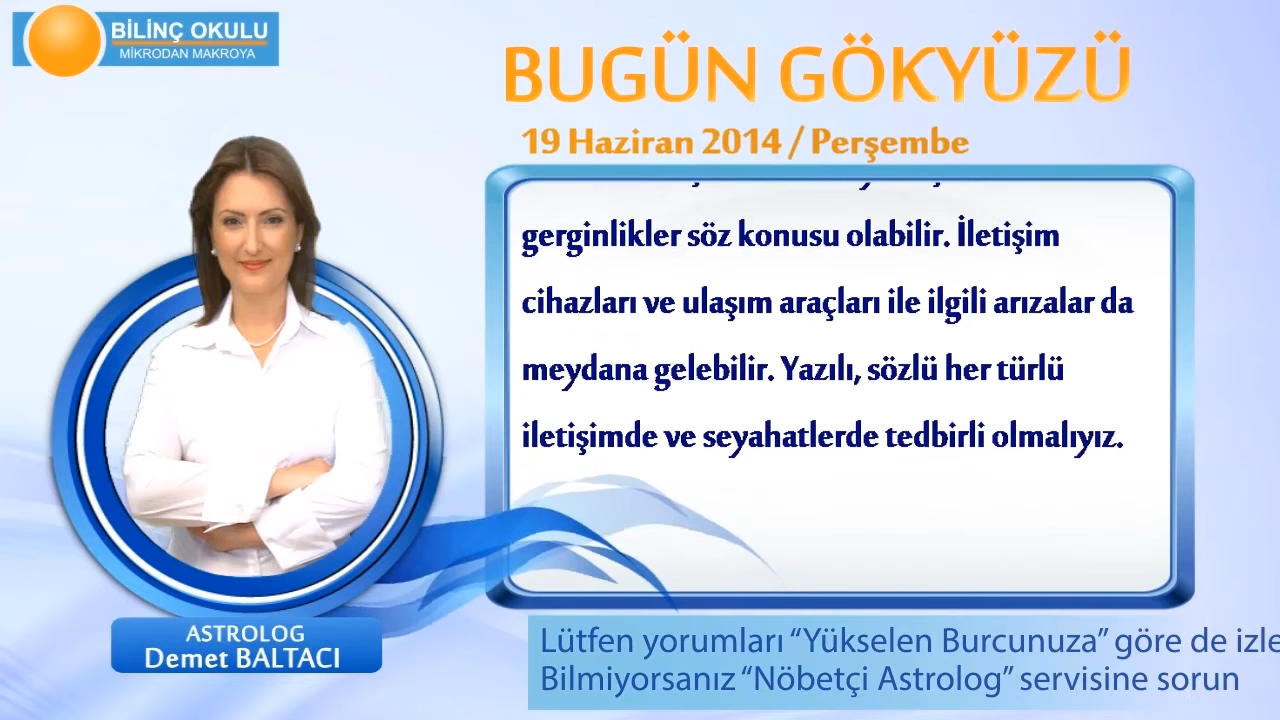 BİLİNÇ OKULU
MİKRODAN MAKROYA
BUGÜN GÖKYÜZÜ
19 Haziran 2014 / Perşembe
gerginlikler söz konusu olabilir. İletişim
cihazları ve ulaşım araçları ile ilgili arızalar da
meydana gelebilir. Yazılı, sözlü her türlü
iletişimde ve seyahatlerde tedbirli olmalıyız.
ASTROLOG
Demet BALTACI
Lütfen yorumları “Yükselen Burcunuza” göre de izle
Bilmiyorsanız “Nöbetçi Astrolog” servisine sorun